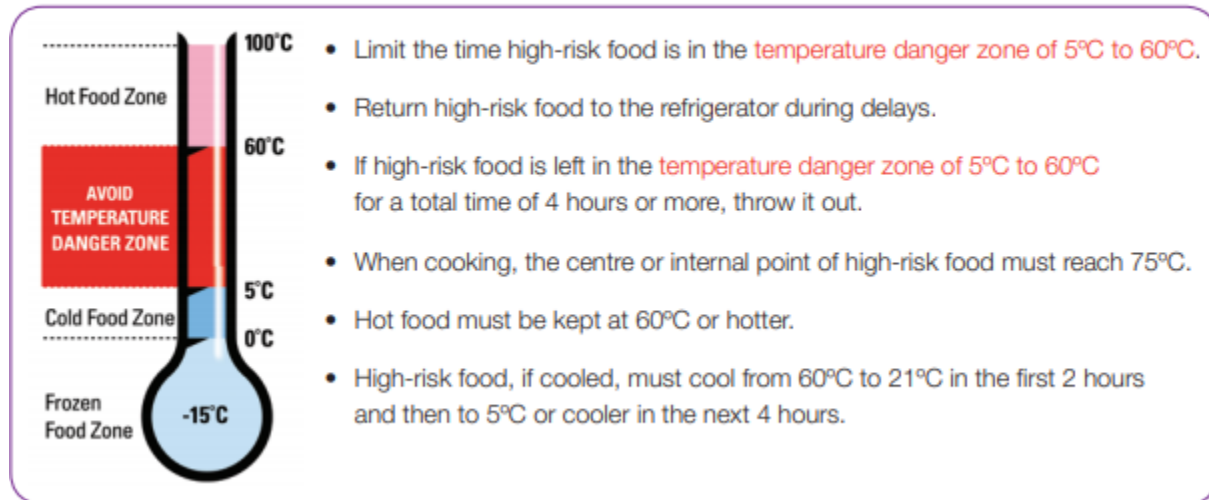 100°C
Hot Food Zone
60°C
AVOID
TEMPERATURE
DANGER ZONE
5°C
Cold Food Zone
0°C
Frozen
Food Zone
-15°C
• Limit the time high-risk food is in the temperature danger zone of 5ºC to 60ºC.
• Return high-risk food to the refrigerator during delays.
• If high-risk food is left in the temperature danger zone of 5ºC to 60ºC
for a total time of 4 hours or more, throw it out.
• When cooking, the centre or internal point of high-risk food must reach 75ºC.
• Hot food must be kept at 60ºC or hotter.
• High-risk food, if cooked, must cool from 60ºC to 21ºC in the first 2 hours
and then to 5ºC or cooler in the next 4 hours.